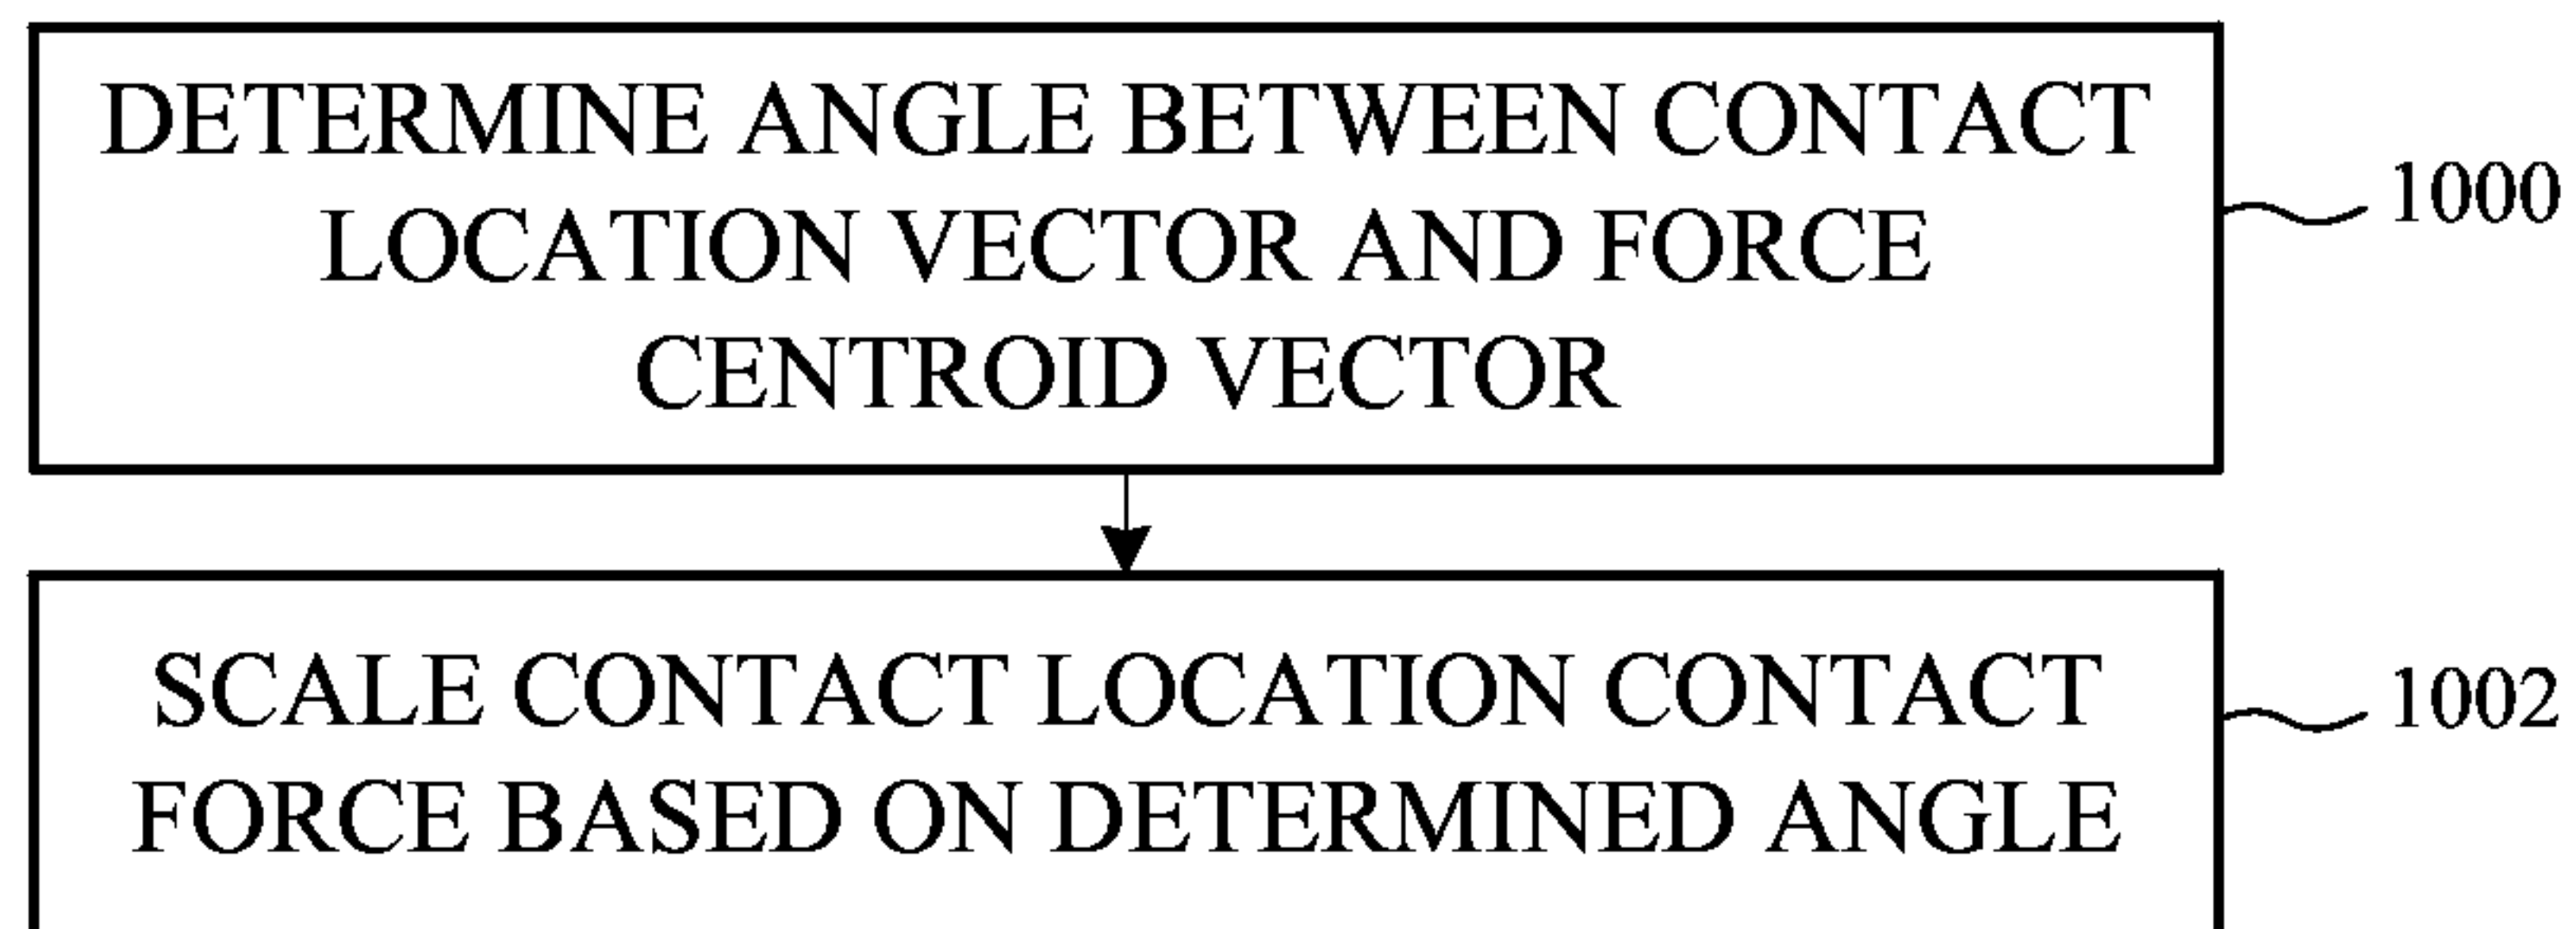 DETERMINE ANGLE BETWEEN CONTACT
LOCATION VECTOR AND FORCE
CENTROID VECTOR
1000
SCALE CONTACT LOCATION CONTACT
FORCE BASED ON DETERMINED ANGLE
1002